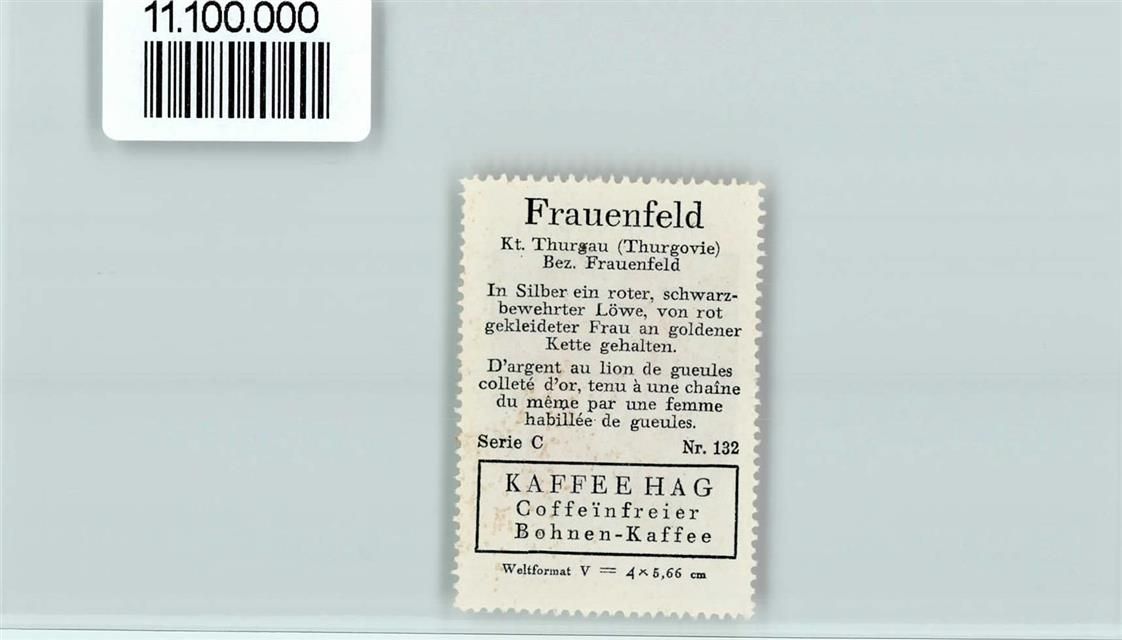 11.100.000
Frauenfeld
Kt. Thurgau (Thurgovie)
Bez. Frauenfeld
In Silber ein roter, schwarz-
bewehrter Löwe, von rot
gekleideter Frau an goldener
Kette gehalten.
D'argent au lion de gueules
colleté d'or, tenu à une chaîne
du même par une femme
habillée de gueules.
Serie C Nr. 132
KAFFEE HAG
Coffeïnfreier
Bohnen-Kaffee
Weltformat V = 4×5,66 cm